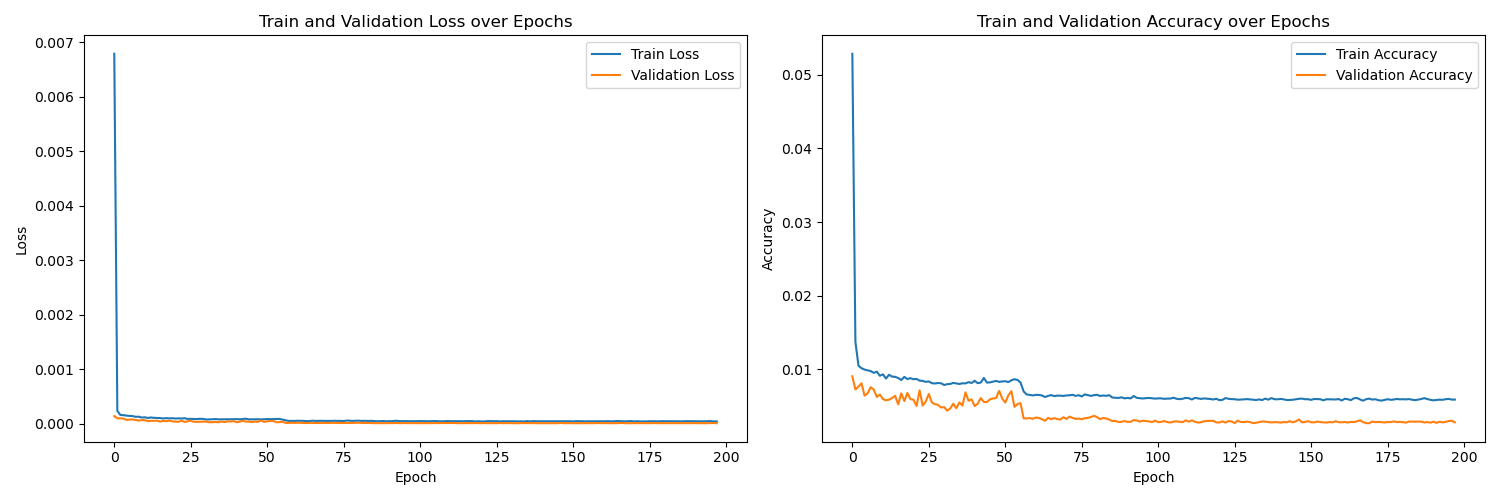 Train and Validation Loss over Epochs
Train Loss
Validation Loss
0.007
0.006
0.005
0.004
0.003
0.002
0.001
0.000
Loss
0 25 50 75 100 125 150 175 200
Epoch
Train and Validation Accuracy over Epochs
Train Accuracy
Validation Accuracy
0.05
0.04
0.03
0.02
0.01
Accuracy
0 25 50 75 100 125 150 175 200
Epoch